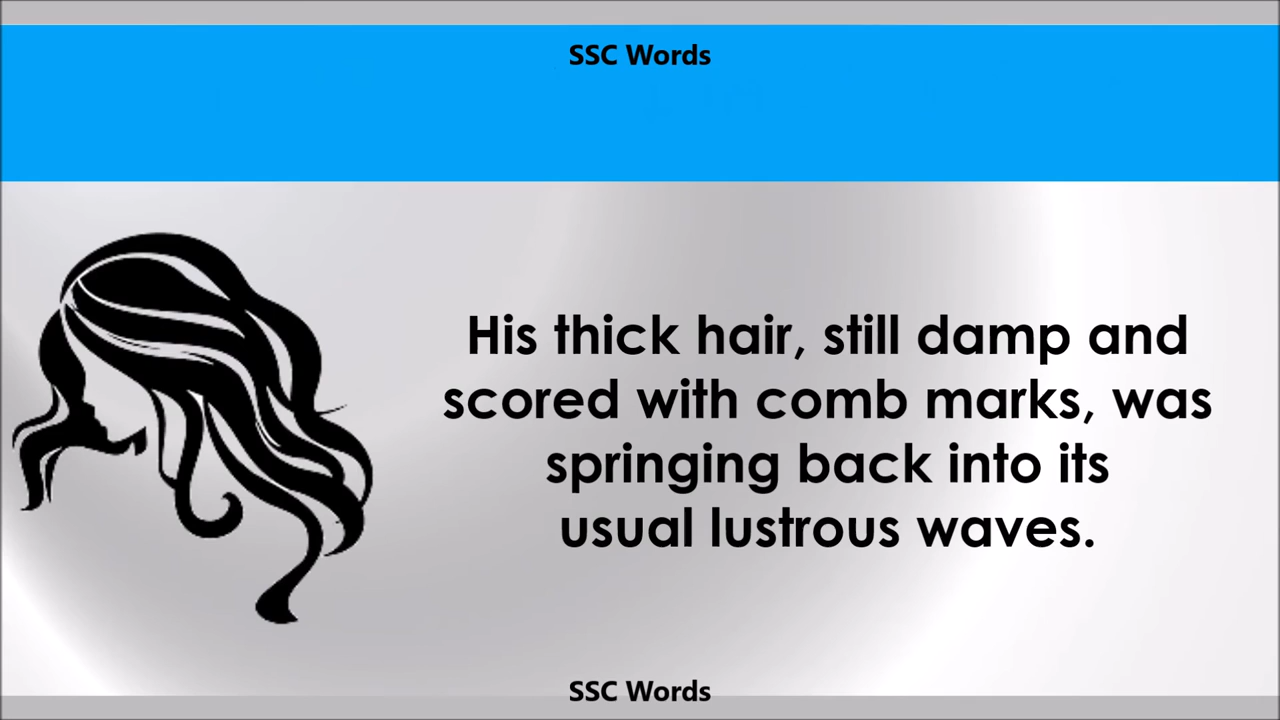 SSC Words
His thick hair, still damp and
scored with comb marks, was
springing back into its
usual lustrous waves.
SSC Words